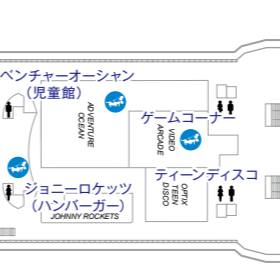 ベンチャーオーシャン
（児童館）
ADVENTURE
OCEAN
ゲームコーナー
VIDEO
ARCADE
ティーンディスコ
OPTIX
TEEN
DISCO
ジョニーロケッツ
（ハンバーガー）
JOHNNY ROCKETS